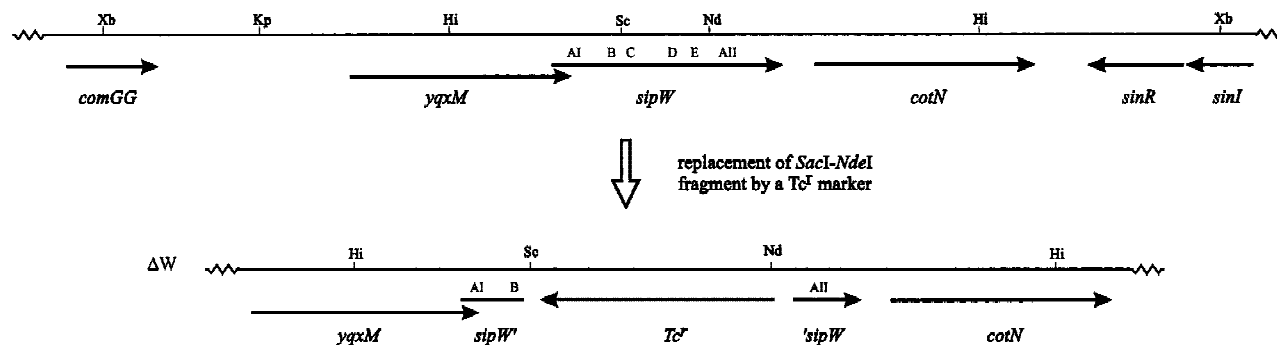 Xb Kp Hi Sc Nd Hi Xb
AI B C D E AII
comGG yqxM sipW cotN sinR sinI
replacement of SacI-NdeI
fragment by a Tcr marker
ΔW Hi Sc Nd Hi
AI B AII
yqxM sipW' Tcr 'sipW cotN